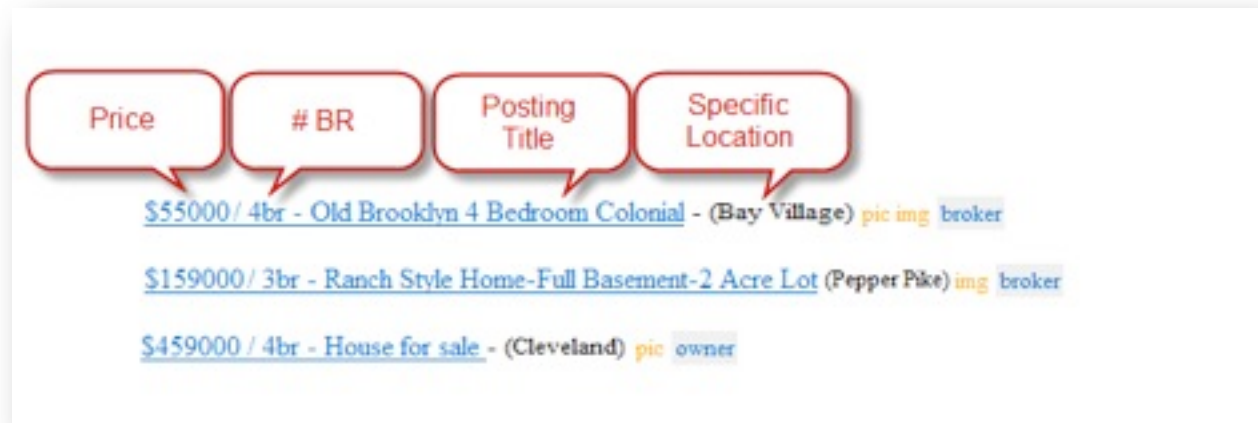 Price
# BR
Posting
Title
Specific
Location
$55000 / 4br - Old Brooklyn 4 Bedroom Colonial - (Bay Village) pic img broker
$159000 / 3br - Ranch Style Home-Full Basement-2 Acre Lot (Pepper Pike) img broker
$459000 / 4br - House for sale - (Cleveland) pic owner